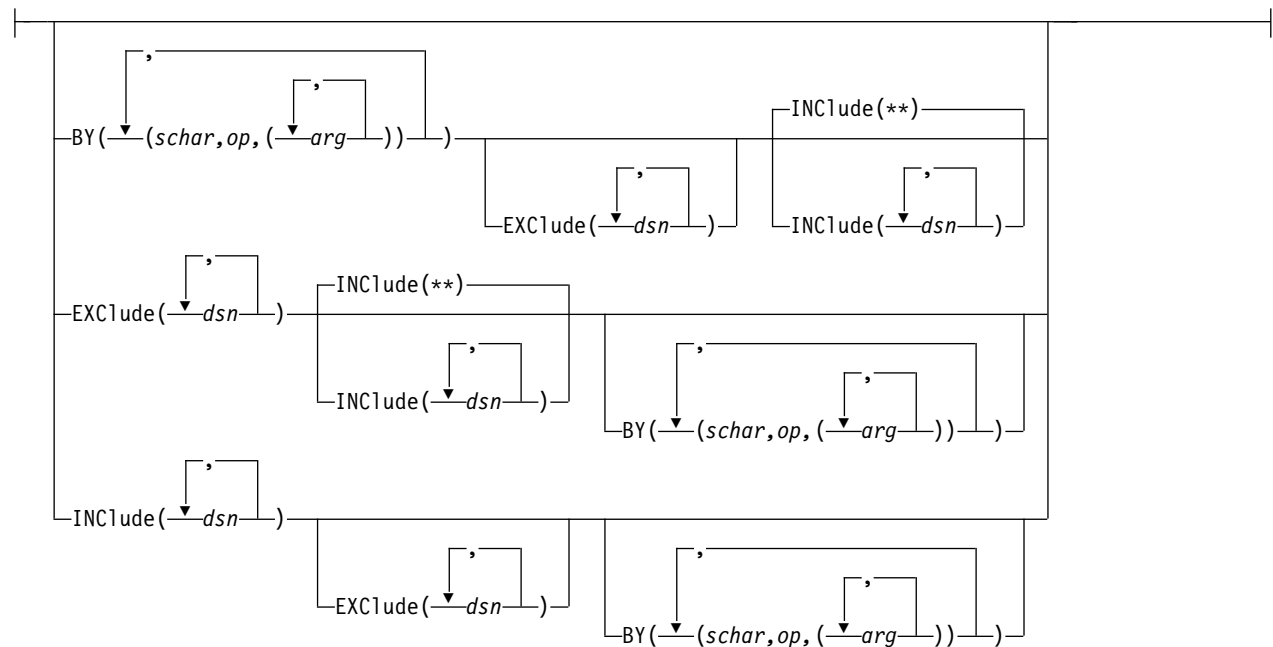 ,
,
INClude(**)
BY( (schar,op,( arg )) )
, ,
EXClude( dsn ) INClude( dsn )
,
INClude(**)
EXClude( dsn )
, ,
,
INClude( dsn )
BY( (schar,op,( arg )) )
,
INClude( dsn )
, ,
,
EXClude( dsn )
BY( (schar,op,( arg )) )